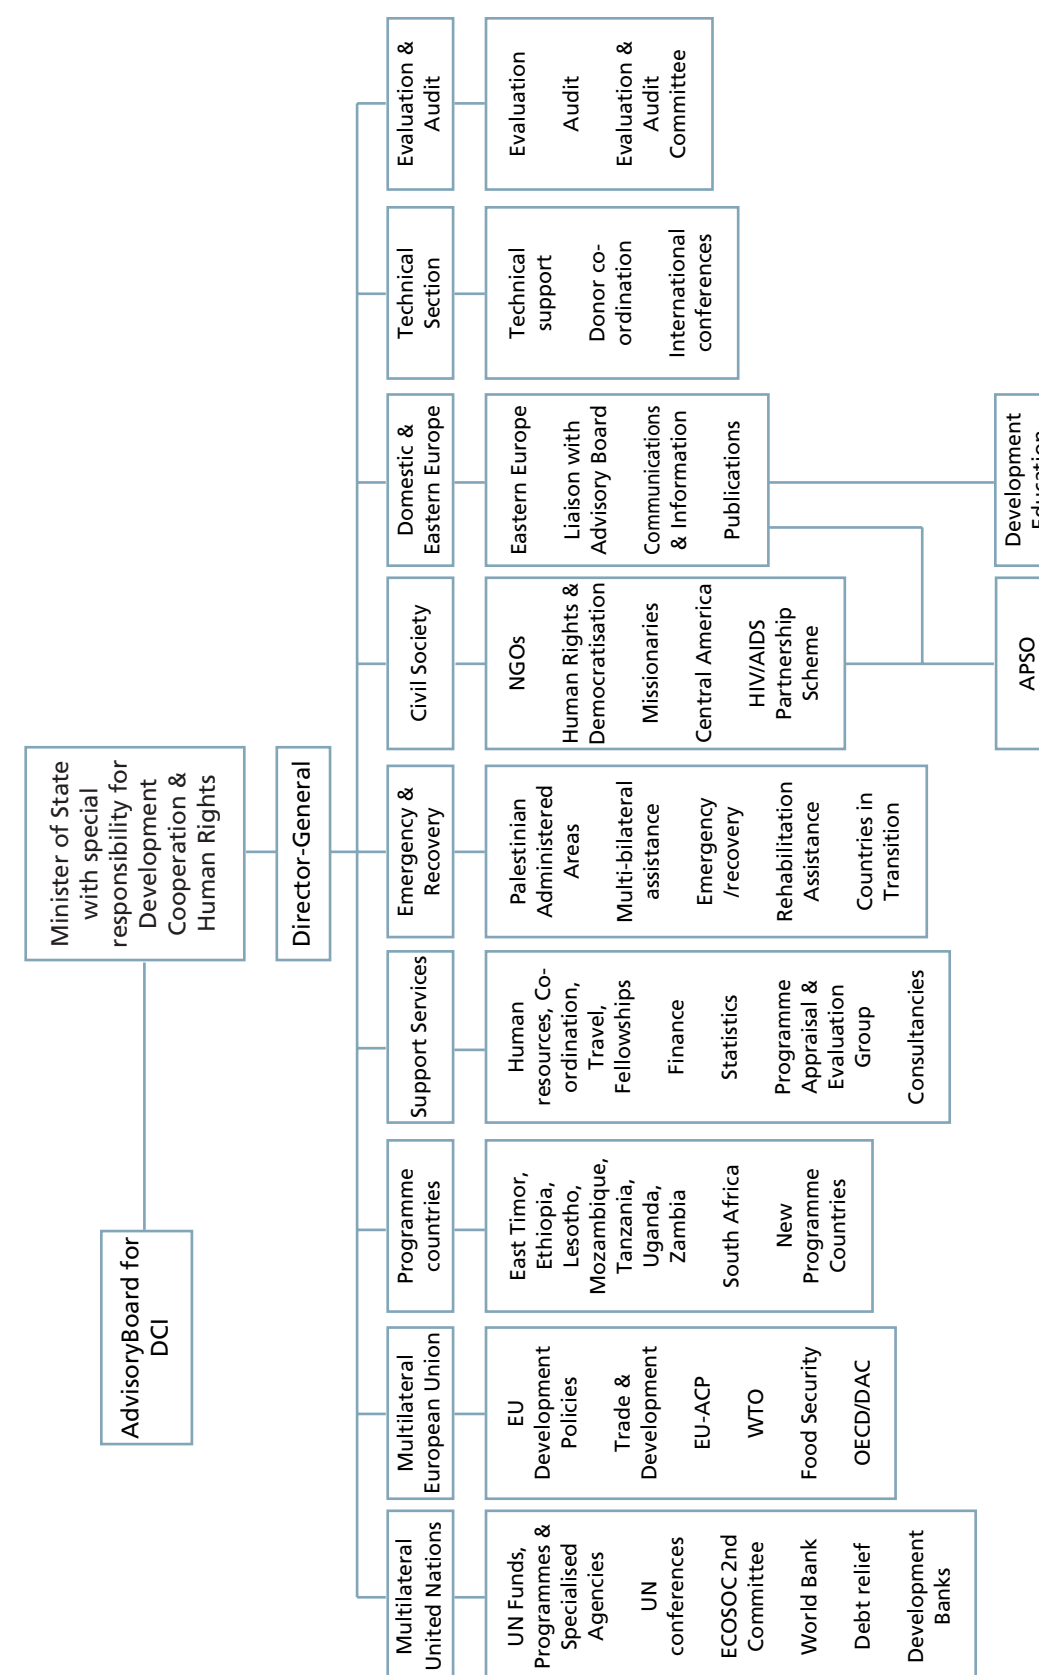 Minister of State
with special
responsibility for
Development
Cooperation &
Human Rights
AdvisoryBoard for
DCI
Director-General
Multilateral
United Nations
Multilateral
European Union
Programme
countries
Support Services
Emergency &
Recovery
Civil Society
Domestic &
Eastern Europe
Technical
Section
Evaluation &
Audit
UN Funds,
Programmes &
Specialised
Agencies
UN
conferences
ECOSOC 2nd
Committee
World Bank
Debt relief
Development
Banks
EU
Development
Policies
Trade &
Development
EU-ACP
WTO
Food Security
OECD/DAC
East Timor,
Ethiopia,
Lesotho,
Mozambique,
Tanzania,
Uganda,
Zambia
South Africa
New
Programme
Countries
Human
resources, Co-
ordination,
Travel,
Fellowships
Finance
Statistics
Programme
Appraisal &
Evaluation
Group
Consultancies
Palestinian
Administered
Areas
Multi-bilateral
assistance
Emergency
/recovery
Rehabilitation
Assistance
Countries in
Transition
NGOs
Human Rights &
Democratisation
Missionaries
Central America
HIV/AIDS
Partnership
Scheme
Eastern Europe
Liaison with
Advisory Board
Communications
& Information
Publications
Technical
support
Donor co-
ordination
International
conferences
Evaluation
Audit
Evaluation &
Audit
Committee
APSO
Development